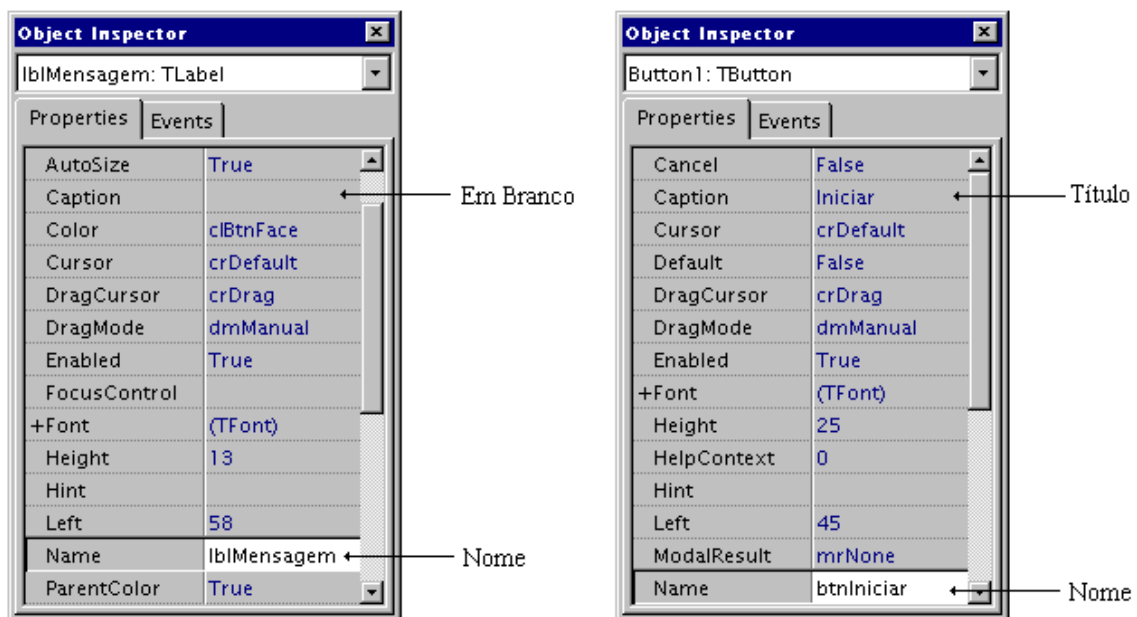 Object Inspector
lblMensagem: TLabel
Properties Events
AutoSize True
Caption
Em Branco
Color clBtnFace
Cursor crDefault
DragCursor crDrag
DragMode dmManual
Enabled True
FocusControl
+Font (TFont)
Height 13
Hint
Left 58
Name lblMensagem
Nome
ParentColor True
Object Inspector
Button1: TButton
Properties Events
Cancel False
Caption Iniciar
Título
Cursor crDefault
Default False
DragCursor crDrag
DragMode dmManual
Enabled True
+Font (TFont)
Height 25
HelpContext 0
Hint
Left 45
ModalResult mrNone
Name btnIniciar
Nome